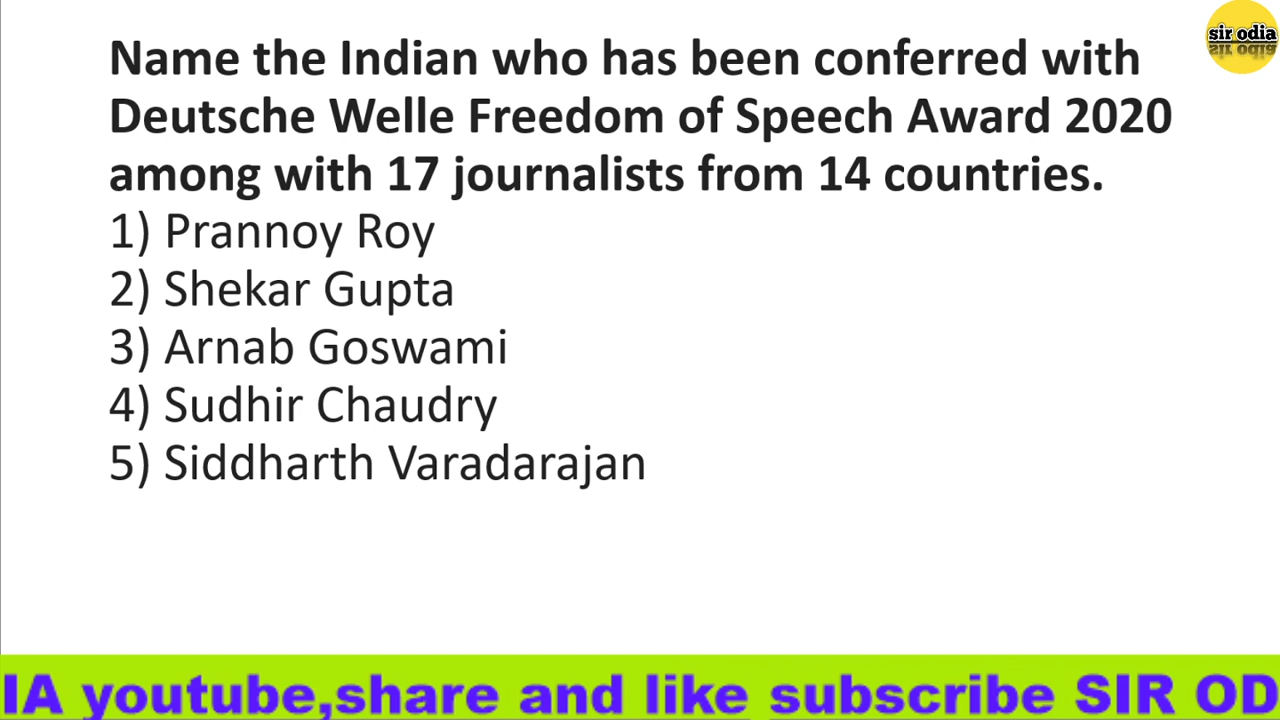 sir odia
Name the Indian who has been conferred with
Deutsche Welle Freedom of Speech Award 2020
among with 17 journalists from 14 countries.
1) Prannoy Roy
2) Shekar Gupta
3) Arnab Goswami
4) Sudhir Chaudry
5) Siddharth Varadarajan
IA youtube,share and like subscribe SIR OD